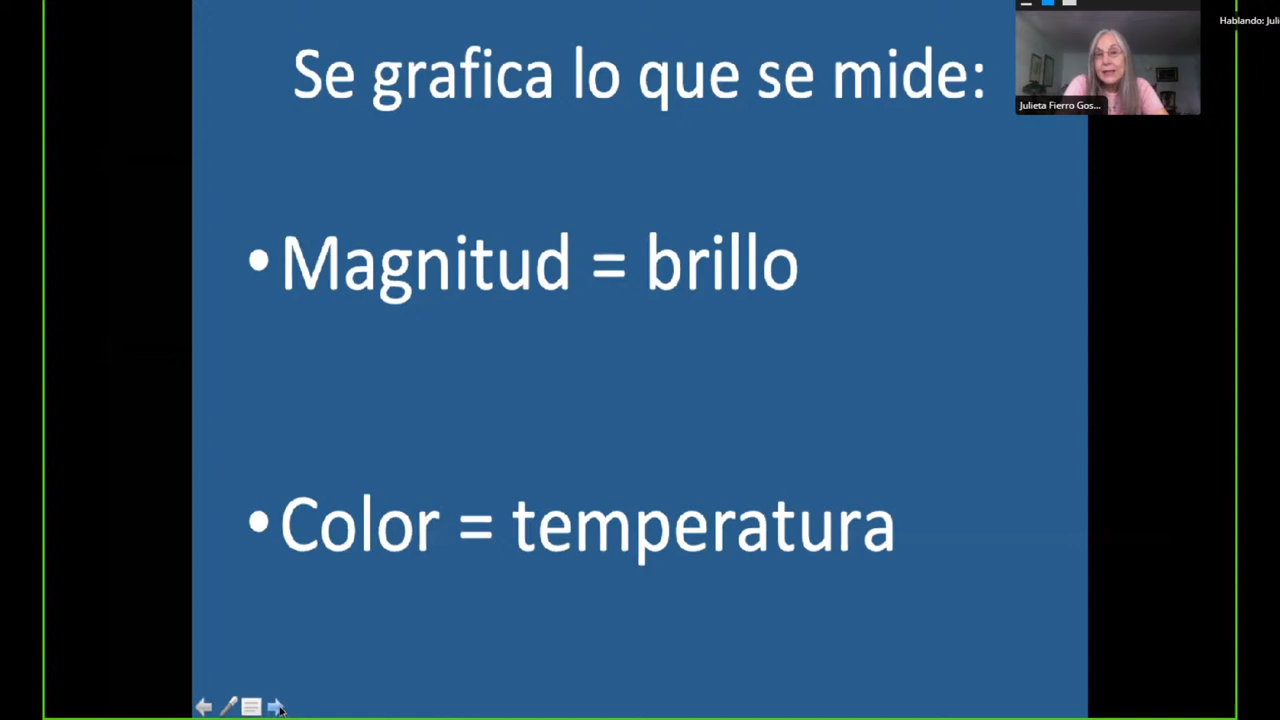 Se grafica lo que se mide:
Hablando: Juli
Julieta Fierro Gos...
• Magnitud = brillo
• Color = temperatura